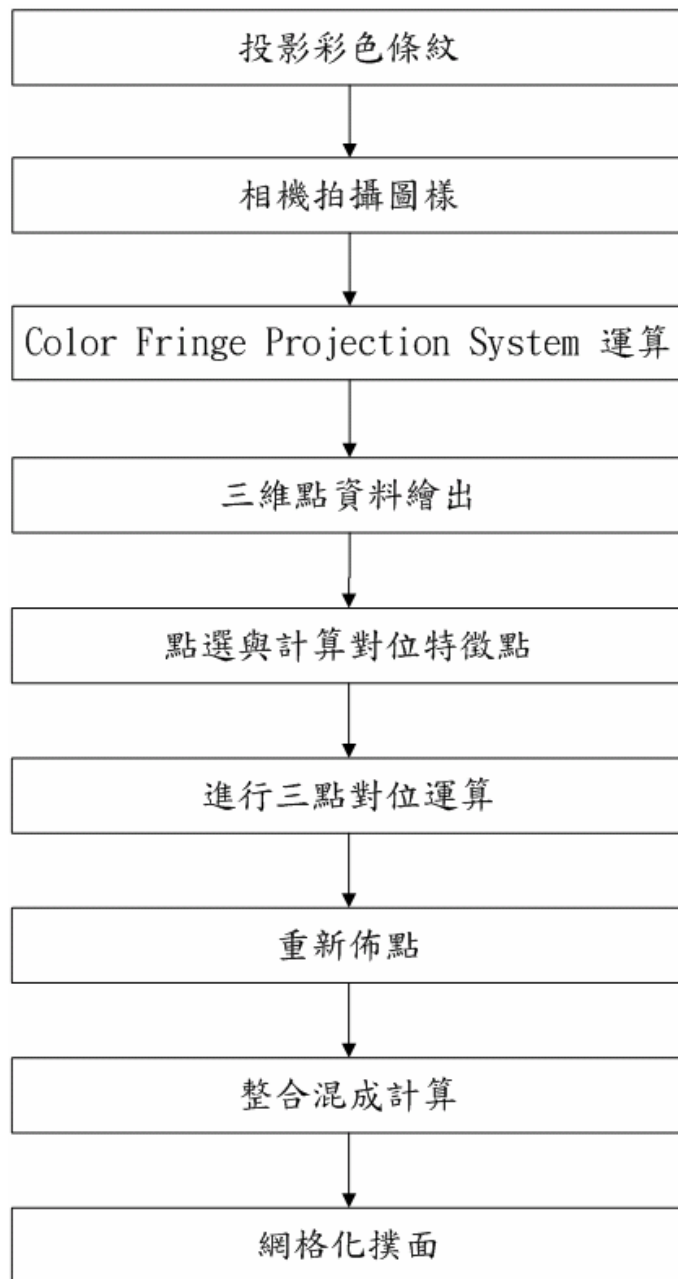 投影彩色條紋
相機拍攝圖樣
Color Fringe Projection System 運算
三維點資料繪出
點選與計算對位特徵點
進行三點對位運算
重新佈點
整合混成計算
網格化撲面